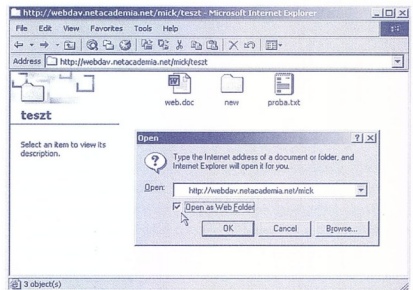 http://webdav.netacademia.net/mick/teszt - Microsoft Internet Explorer
File Edit View Favorites Tools Help
Address http://webdav.netacademia.net/mick/teszt
web.doc new proba.txt
teszt
Select an item to view its
description.
Open
Type the Internet address of a document or folder, and
Internet Explorer will open it for you.
Open: http://webdav.netacademia.net/mick
Open as Web Folder
OK Cancel Browse...
3 object(s)